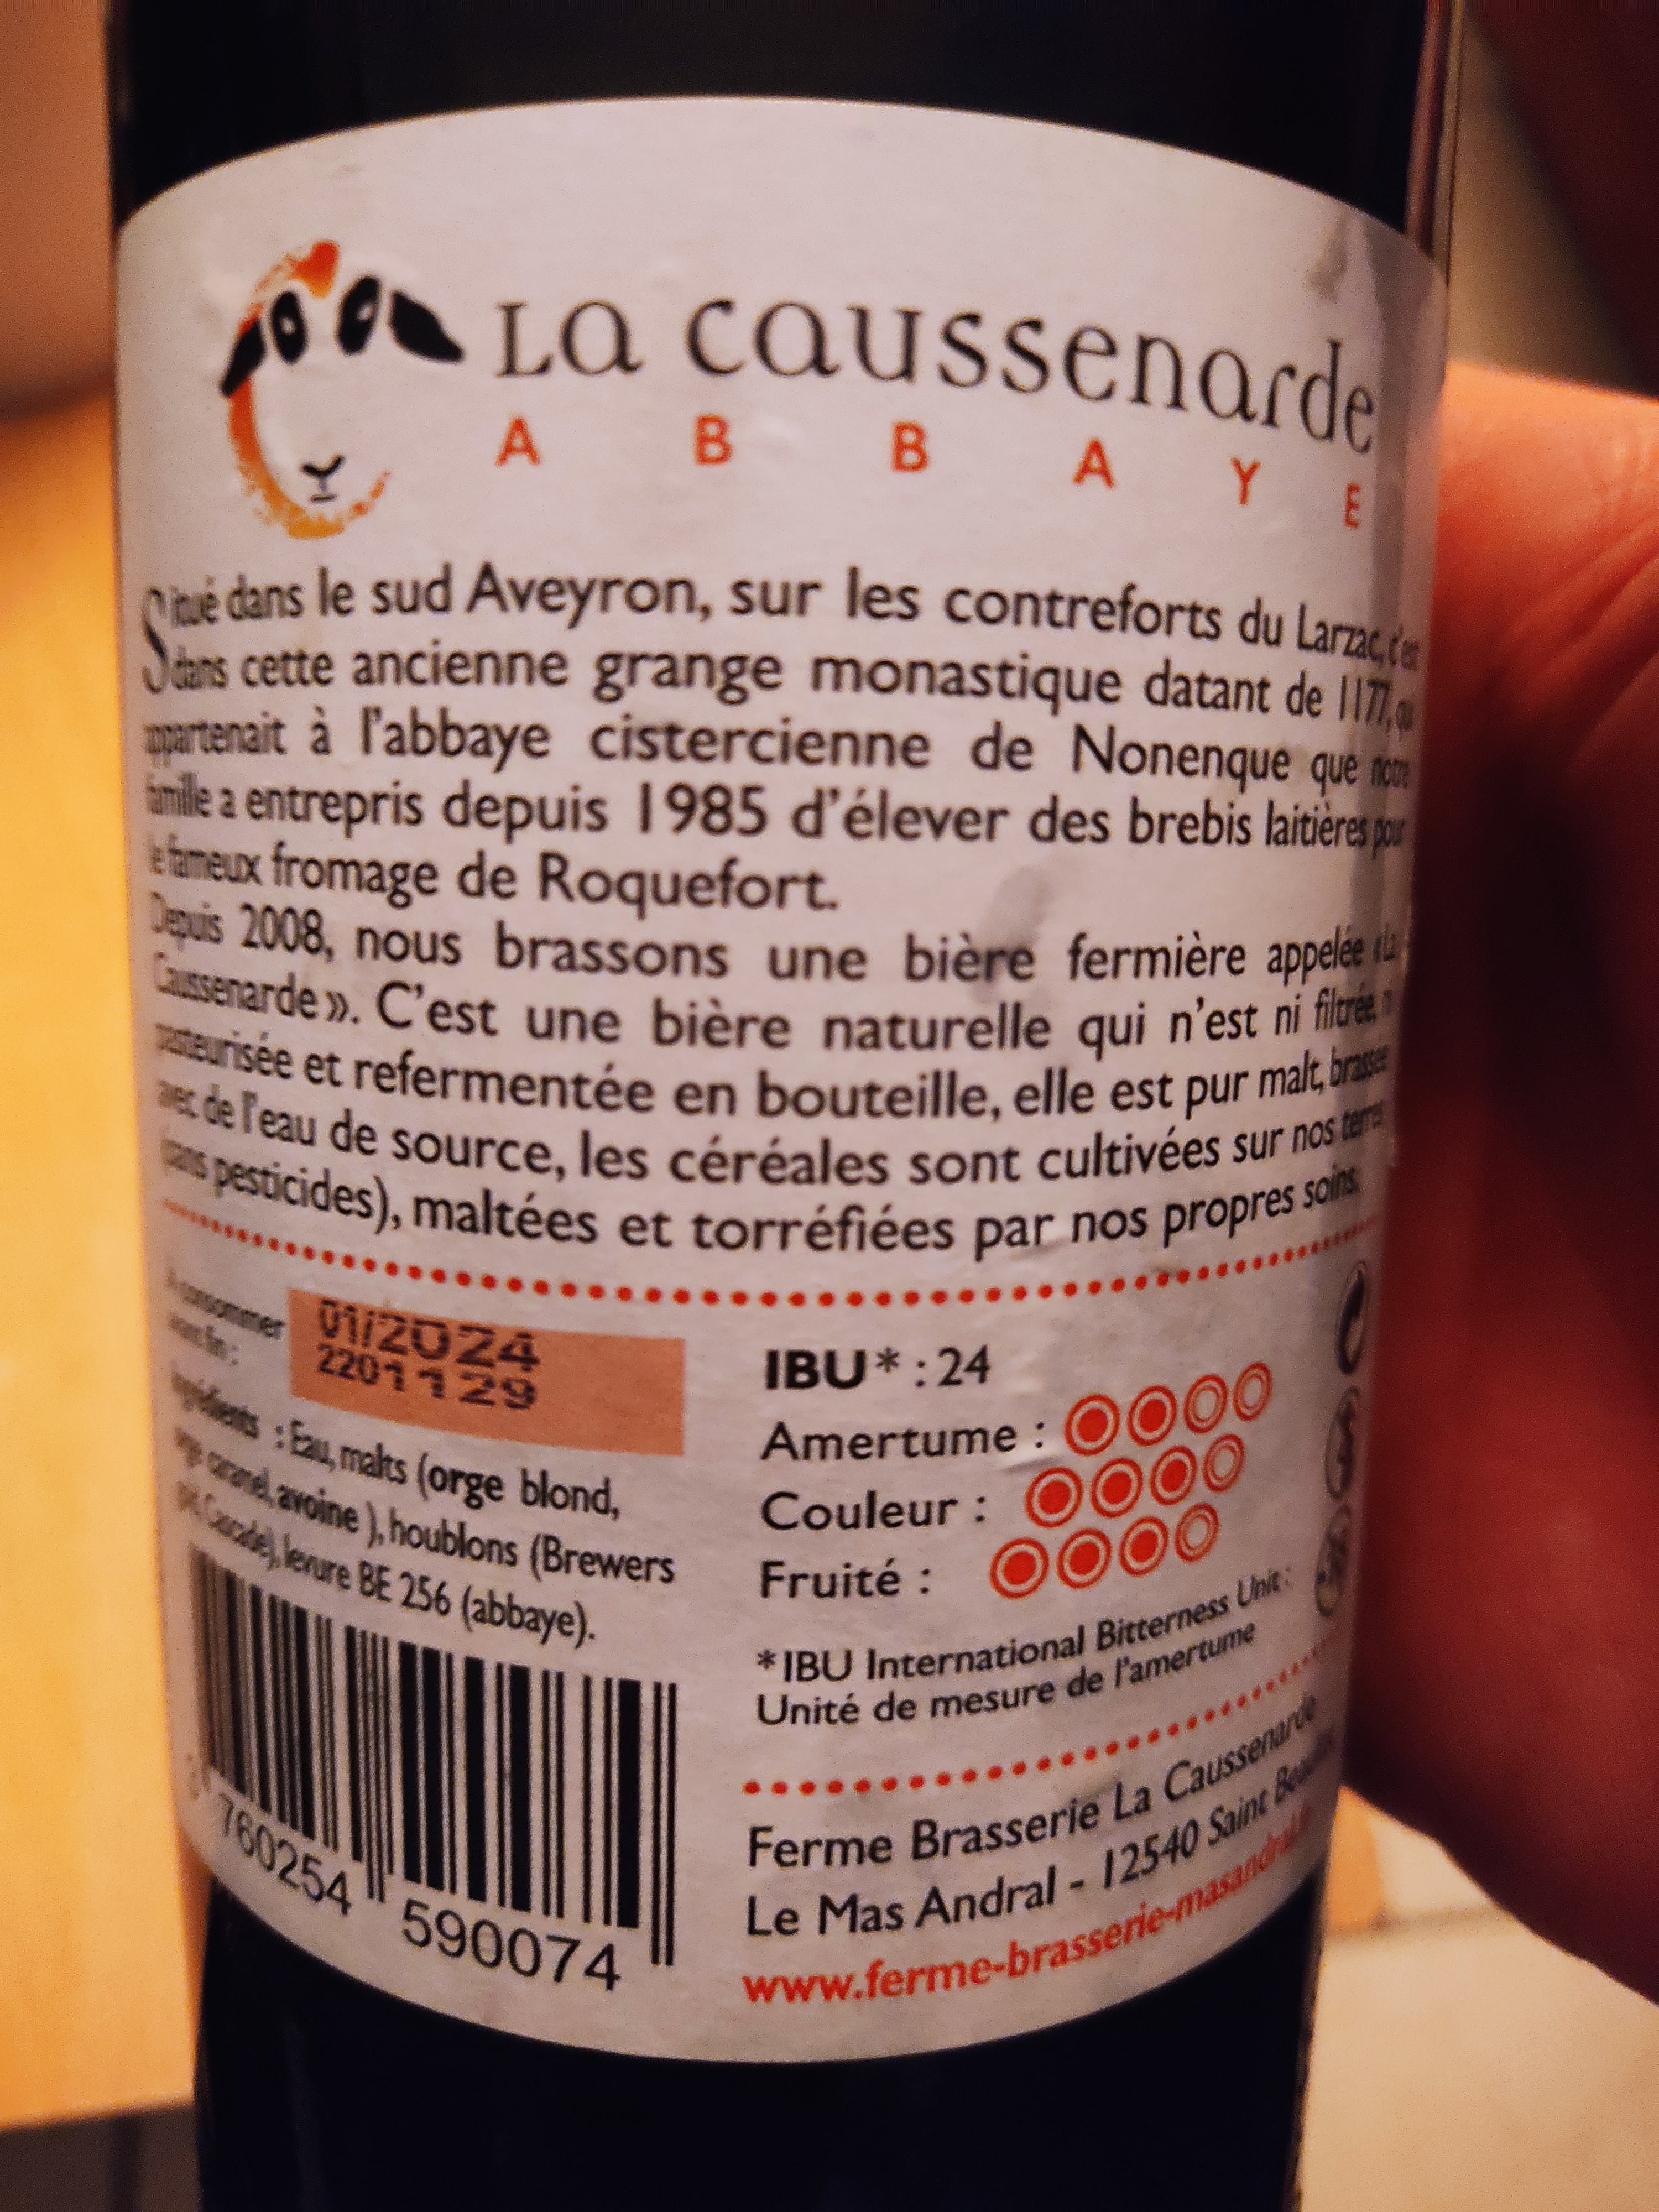 La caussenarde
ABBAYE
Situé dans le sud Aveyron, sur les contreforts du Larzac, c'est
dans cette ancienne grange monastique datant de 1177, qui
appartenait à l'abbaye cistercienne de Nonenque que notre
famille a entrepris depuis 1985 d'élever des brebis laitières pour
le fameux fromage de Roquefort.
Depuis 2008, nous brassons une bière fermière appelée «La
Caussenarde». C'est une bière naturelle qui n'est ni filtrée, ni
pasteurisée et refermentée en bouteille, elle est pur malt, brassée
avec de l'eau de source, les céréales sont cultivées sur nos terres
sans pesticides), maltées et torréfiées par nos propres soins.
A consommer
avant fin :
01/2024
2201129
Ingrédients : Eau, malts (orge blond,
orge caramel, avoine ), houblons (Brewers
gold, Cascade), levure BE 256 (abbaye).
760254 590074
IBU* : 24
Amertume :
Couleur :
Fruité :
*IBU International Bitterness Unit :
Unité de mesure de l'amertume
Ferme Brasserie La Caussenarde
Le Mas Andral - 12540 Saint
www.ferme-brasserie-masandral.fr